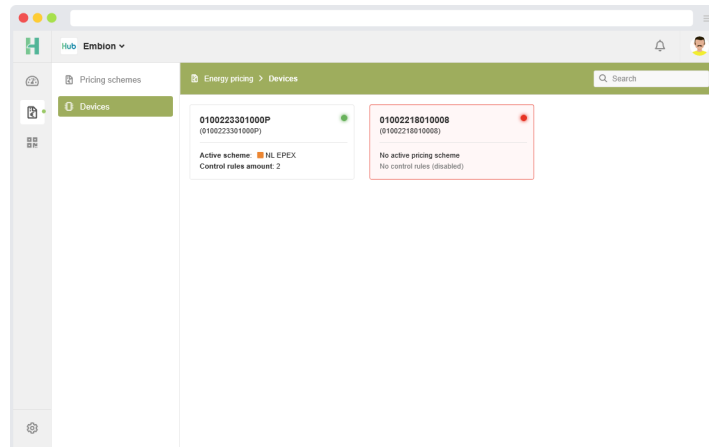 H
Hub Embion
Pricing schemes
Devices
Energy pricing > Devices
Search
0100223301000P
(0100223301000P)
Active scheme: NL EPEX
Control rules amount: 2
01002218010008
(01002218010008)
No active pricing scheme
No control rules (disabled)